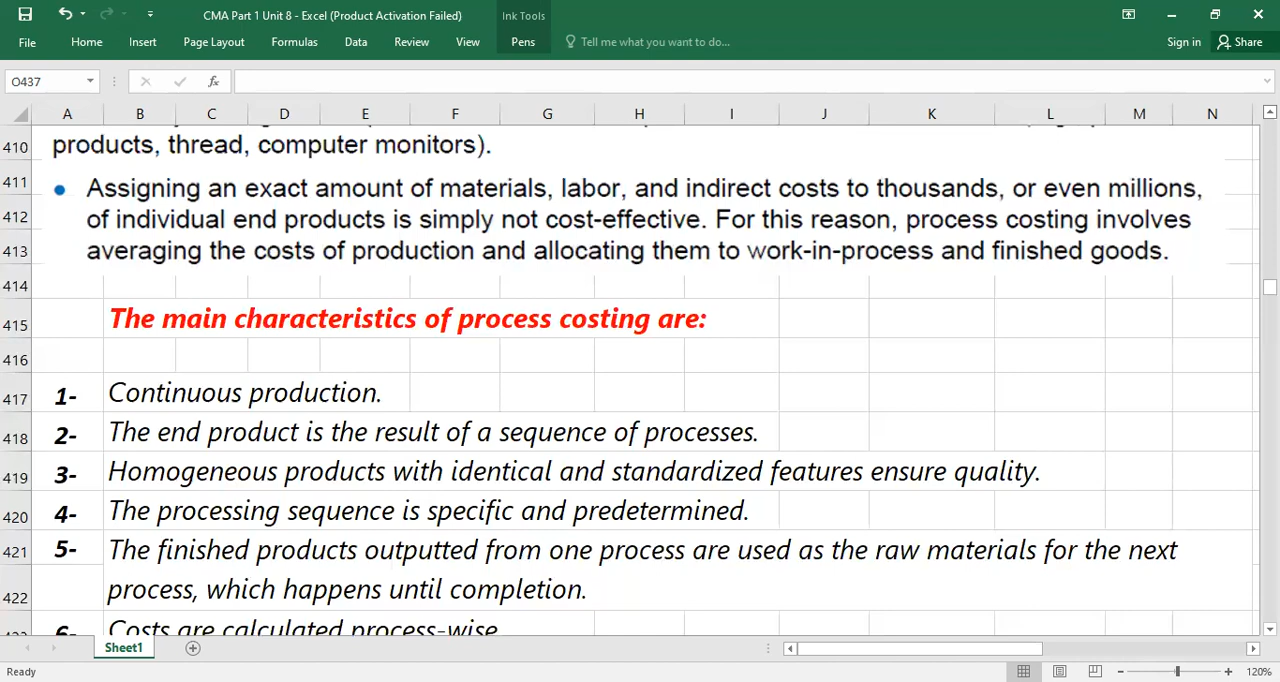 CMA Part 1 Unit 8 - Excel (Product Activation Failed)
Ink Tools
File Home Insert Page Layout Formulas Data Review View Pens Tell me what you want to do... Sign in Share
O437
fx
A B C D E F G H I J K L M N
410 products, thread, computer monitors).
411 • Assigning an exact amount of materials, labor, and indirect costs to thousands, or even millions,
412 of individual end products is simply not cost-effective. For this reason, process costing involves
413 averaging the costs of production and allocating them to work-in-process and finished goods.
414
415 The main characteristics of process costing are:
416
417 1- Continuous production.
418 2- The end product is the result of a sequence of processes.
419 3- Homogeneous products with identical and standardized features ensure quality.
420 4- The processing sequence is specific and predetermined.
421 5- The finished products outputted from one process are used as the raw materials for the next
422 process, which happens until completion.
6- Costs are calculated process-wise
Sheet1
Ready
120%